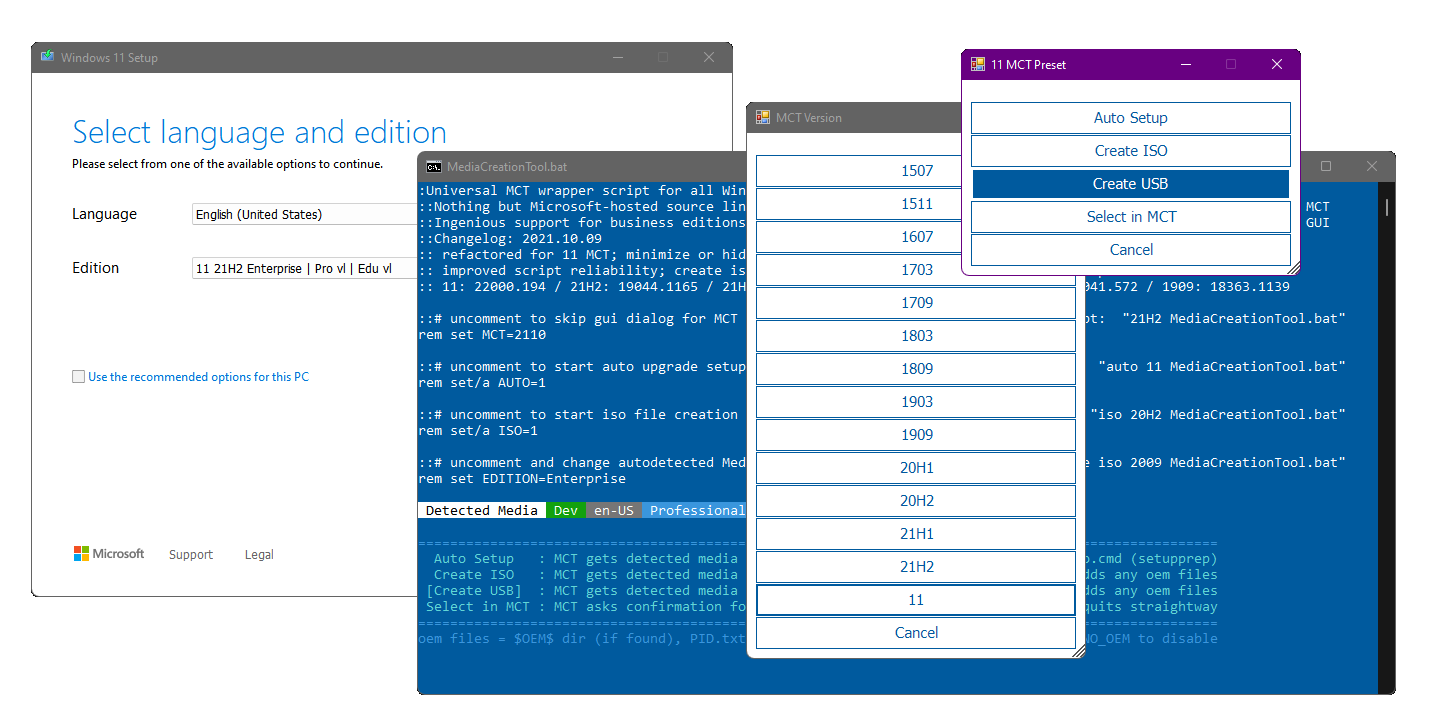 Windows 11 Setup
Select language and edition
Please select from one of the available options to continue.
Language
English (United States)
Edition
11 21H2 Enterprise | Pro vl | Edu vl
Use the recommended options for this PC
Microsoft
Support
Legal
MediaCreationTool.bat
:Universal MCT wrapper script for all Win
MCT
::Nothing but Microsoft-hosted source lin
GUI
::Ingenious support for business editions
::Changelog: 2021.10.09
:: refactored for 11 MCT; minimize or hid
:: improved script reliability; create is
:: 11: 22000.194 / 21H2: 19044.1165 / 21H
041.572 / 1909: 18363.1139
::# uncomment to skip gui dialog for MCT
pt: "21H2 MediaCreationTool.bat"
rem set MCT=2110
::# uncomment to start auto upgrade setup
"auto 11 MediaCreationTool.bat"
rem set/a AUTO=1
::# uncomment to start iso file creation
"iso 20H2 MediaCreationTool.bat"
rem set/a ISO=1
::# uncomment and change autodetected Med
e iso 2009 MediaCreationTool.bat"
rem set EDITION=Enterprise
Detected Media Dev en-US Professional
Auto Setup : MCT gets detected media
p.cmd (setupprep)
Create ISO : MCT gets detected media
dds any oem files
[Create USB] : MCT gets detected media
dds any oem files
Select in MCT : MCT asks confirmation fo
quits straightway
oem files = $OEM$ dir (if found), PID.txt
NO_OEM to disable
MCT Version
1507
1511
1607
1703
1709
1803
1809
1903
1909
20H1
20H2
21H1
21H2
11
Cancel
11 MCT Preset
Auto Setup
Create ISO
Create USB
Select in MCT
Cancel